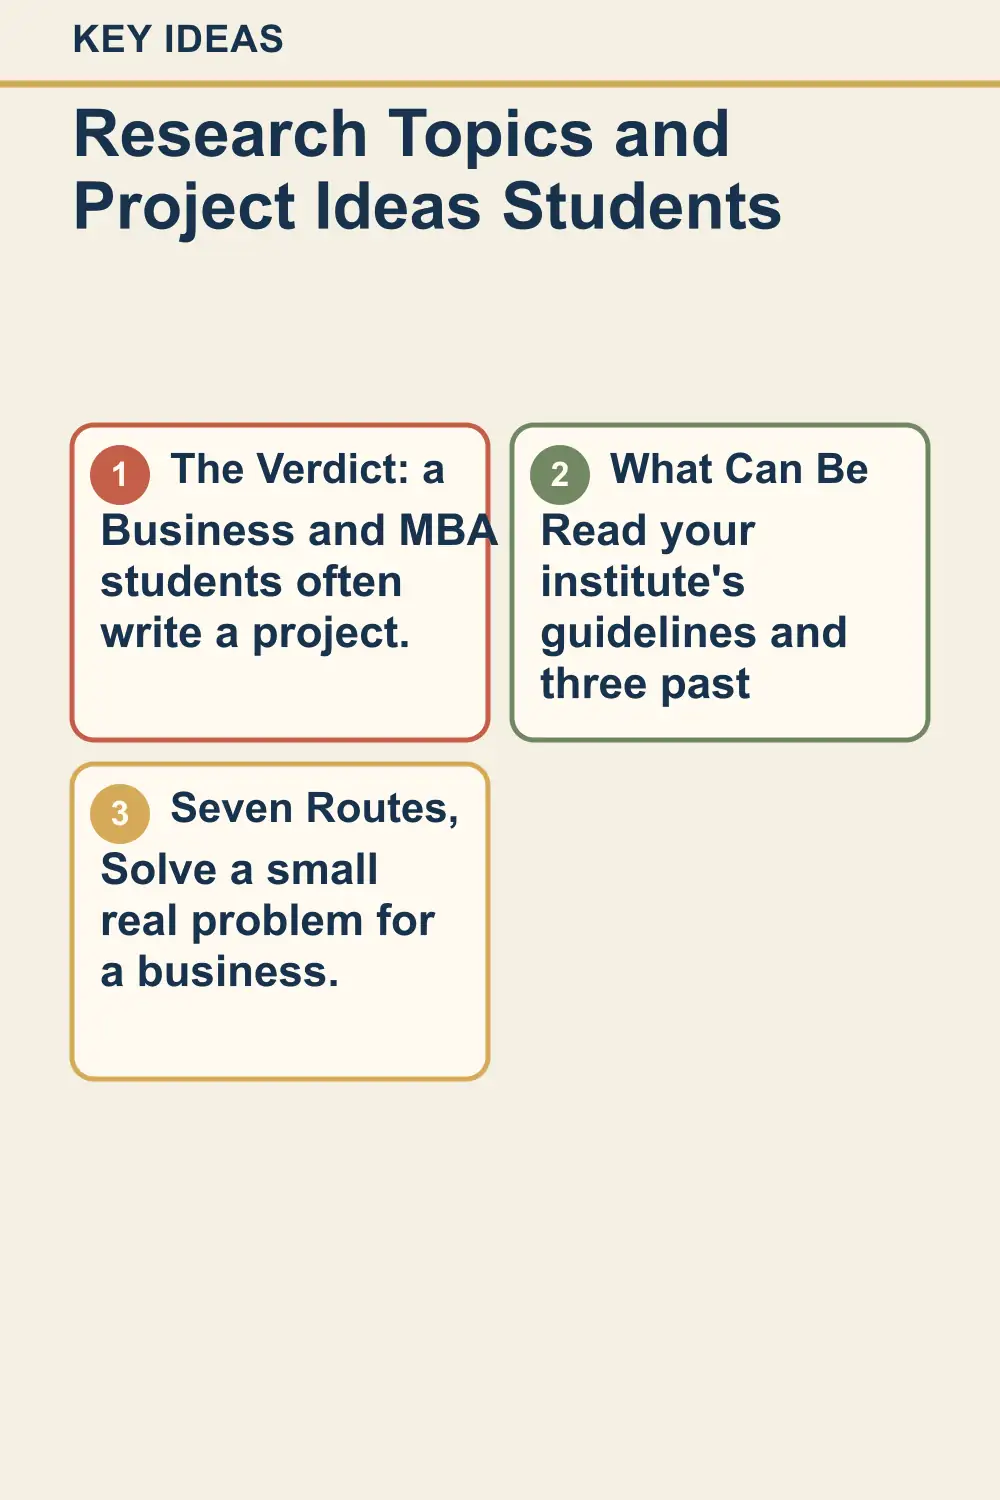 KEY IDEAS
Research Topics and
Project Ideas Students
1 The Verdict: a
Business and MBA
students often
write a project.
2 What Can Be
Read your
institute's
guidelines and
three past
3 Seven Routes,
Solve a small
real problem for
a business.